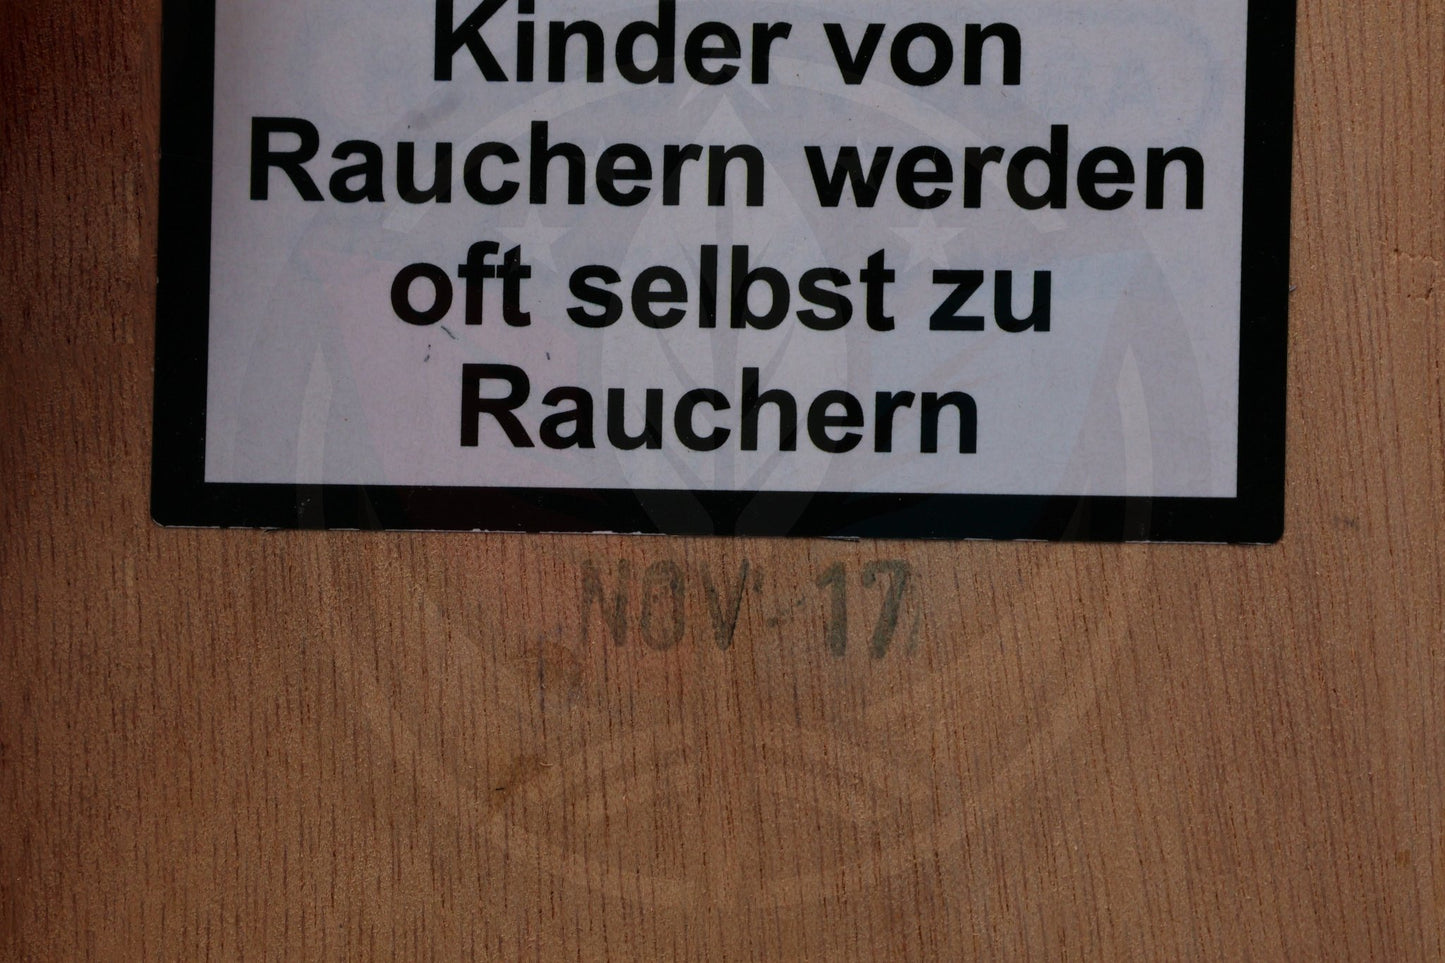 Kinder von
Rauchern werden
oft selbst zu
Rauchern
NOV-17